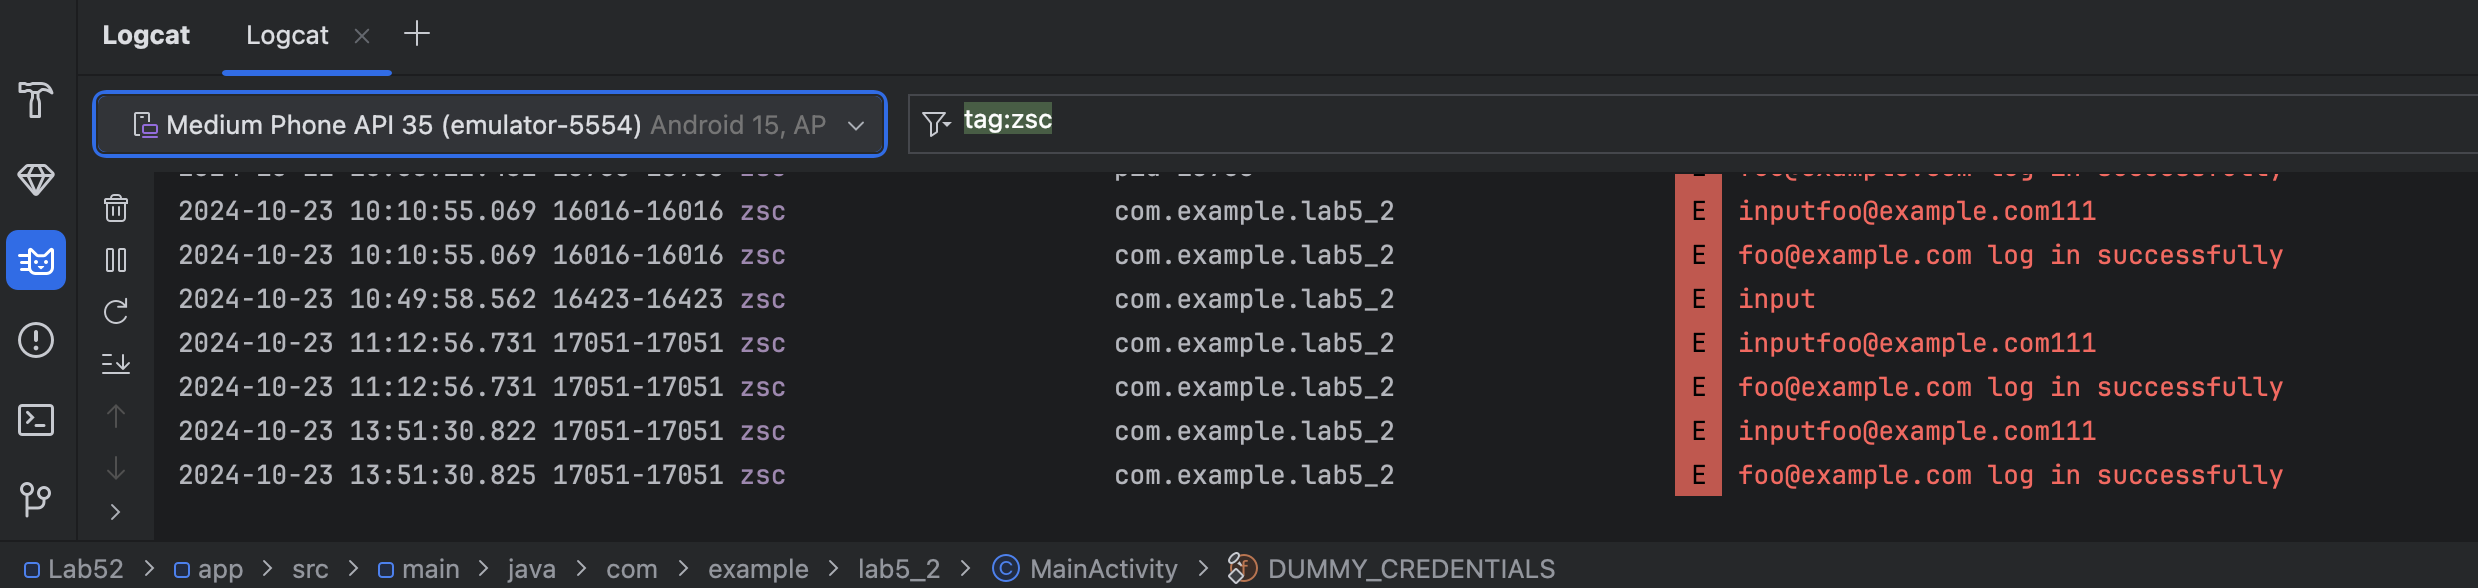 Logcat Logcat
Medium Phone API 35 (emulator-5554) Android 15, AP tag:zsc
2024-10-23 10:10:55.069 16016-16016 zsc com.example.lab5_2 E inputfoo@example.com111
2024-10-23 10:10:55.069 16016-16016 zsc com.example.lab5_2 E foo@example.com log in successfully
2024-10-23 10:49:58.562 16423-16423 zsc com.example.lab5_2 E input
2024-10-23 11:12:56.731 17051-17051 zsc com.example.lab5_2 E inputfoo@example.com111
2024-10-23 11:12:56.731 17051-17051 zsc com.example.lab5_2 E foo@example.com log in successfully
2024-10-23 13:51:30.822 17051-17051 zsc com.example.lab5_2 E inputfoo@example.com111
2024-10-23 13:51:30.825 17051-17051 zsc com.example.lab5_2 E foo@example.com log in successfully
Lab52 > app > src > main > java > com > example > lab5_2 > MainActivity > DUMMY_CREDENTIALS